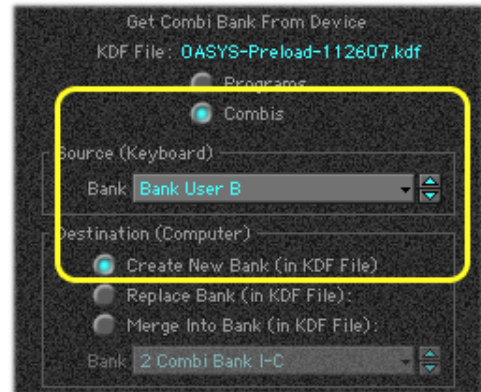 Get Combi Bank From Device
KDF File: OASYS-Preload-112607.kdf
Programs
Combis
Source (Keyboard)
Bank Bank User B
Destination (Computer)
Create New Bank (in KDF File)
Replace Bank (in KDF File):
Merge Into Bank (in KDF File):
Bank 2 Combi Bank I-C